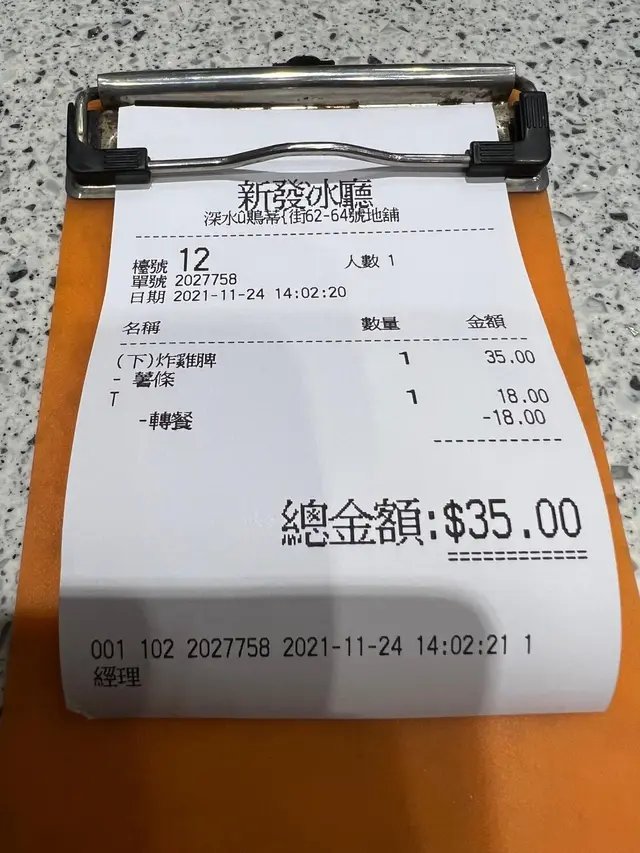 新發冰廳
深水û鴂蒂{街62-64號地舖
檯號 12 人數 1
單號 2027758
日期 2021-11-24 14:02:20
名稱 數量 金額
(下)炸雞脾 1 35.00
- 薯條
T 1 18.00
-轉餐 -18.00
總金額:$35.00
001 102 2027758 2021-11-24 14:02:21 1
經理